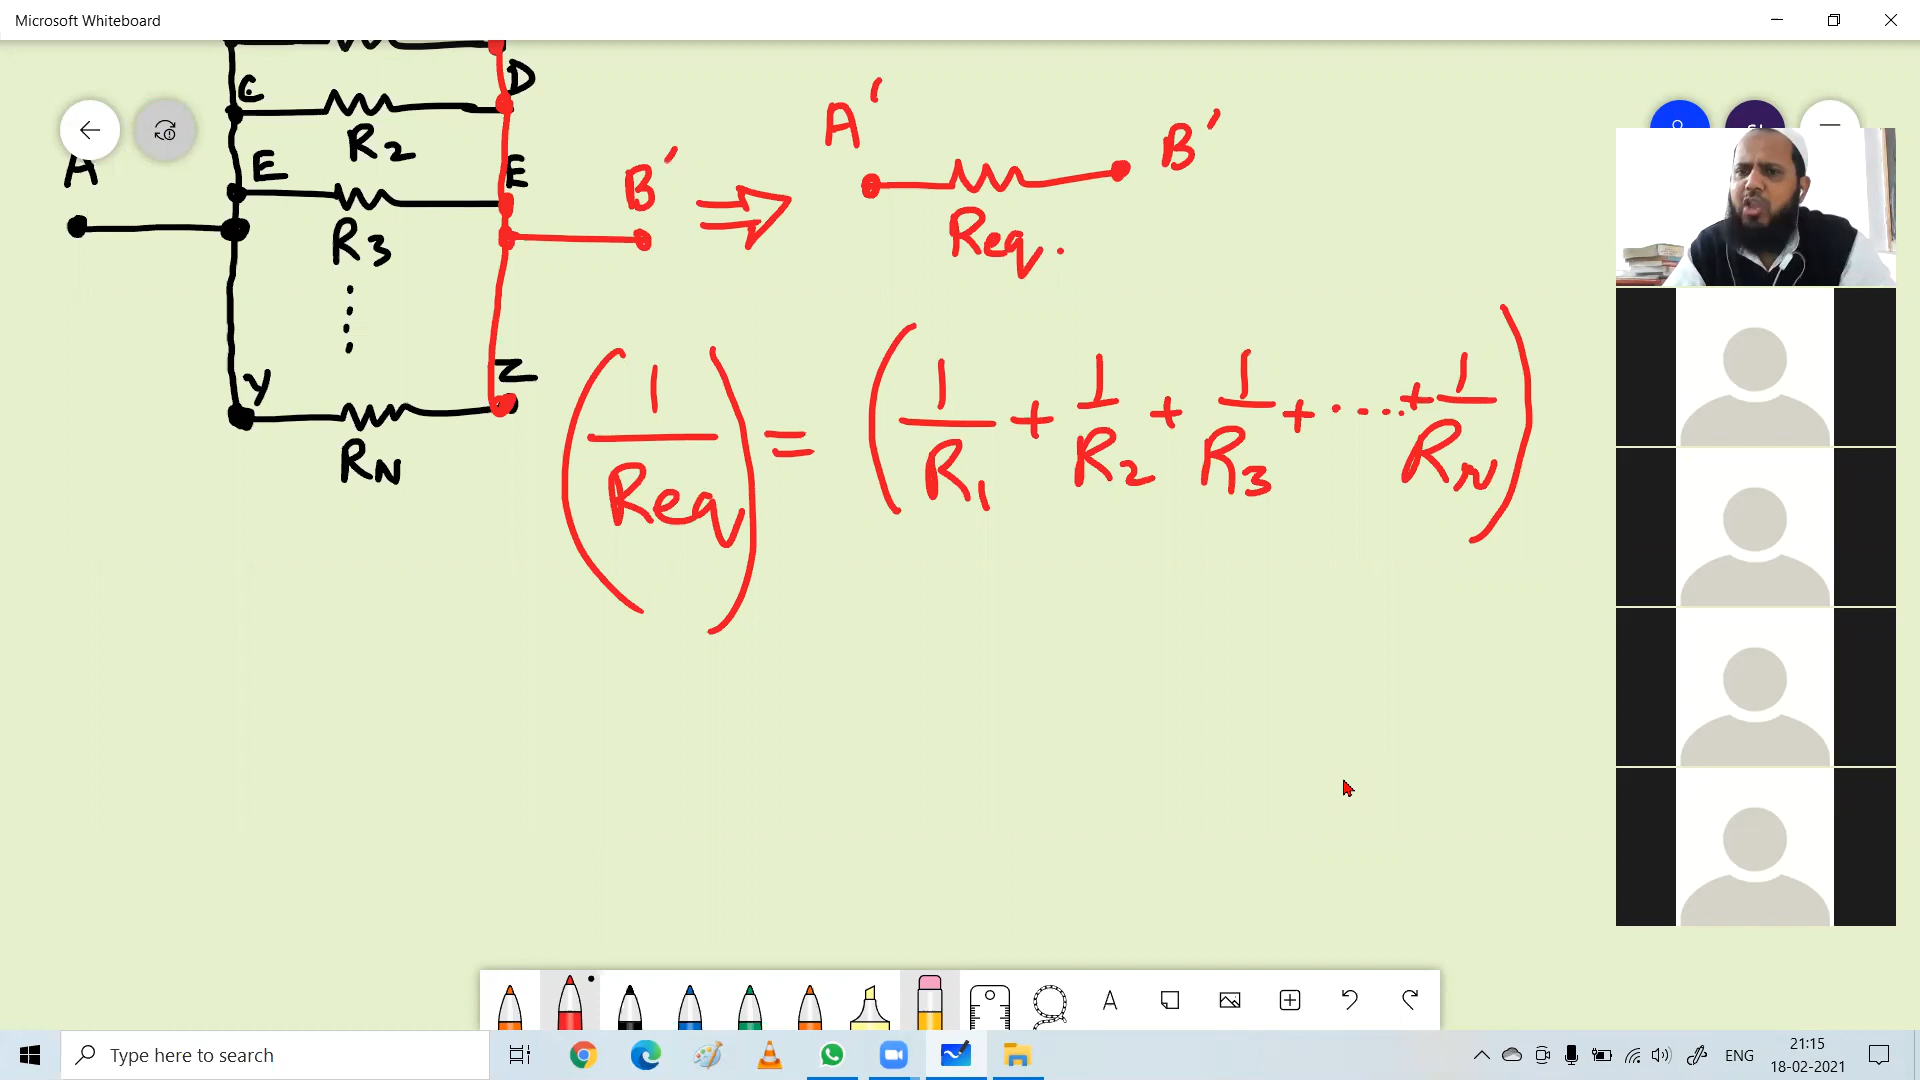 Microsoft Whiteboard
C
D
R2
A
E
E
R3
B'
A'
B'
Req.
Y
Z
RN
(1/Req) = (1/R1 + 1/R2 + 1/R3 + ..... + 1/RN)
A
Type here to search
ENG
21:15
18-02-2021